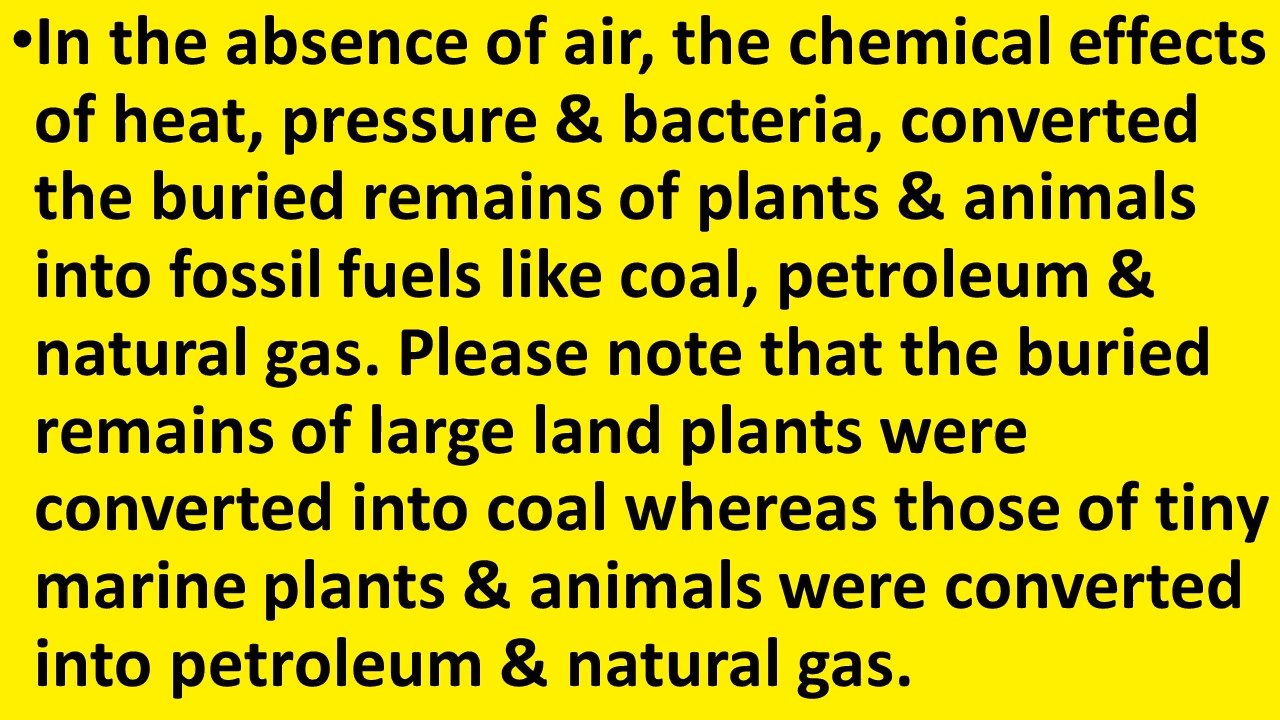 •In the absence of air, the chemical effects
of heat, pressure & bacteria, converted
the buried remains of plants & animals
into fossil fuels like coal, petroleum &
natural gas. Please note that the buried
remains of large land plants were
converted into coal whereas those of tiny
marine plants & animals were converted
into petroleum & natural gas.